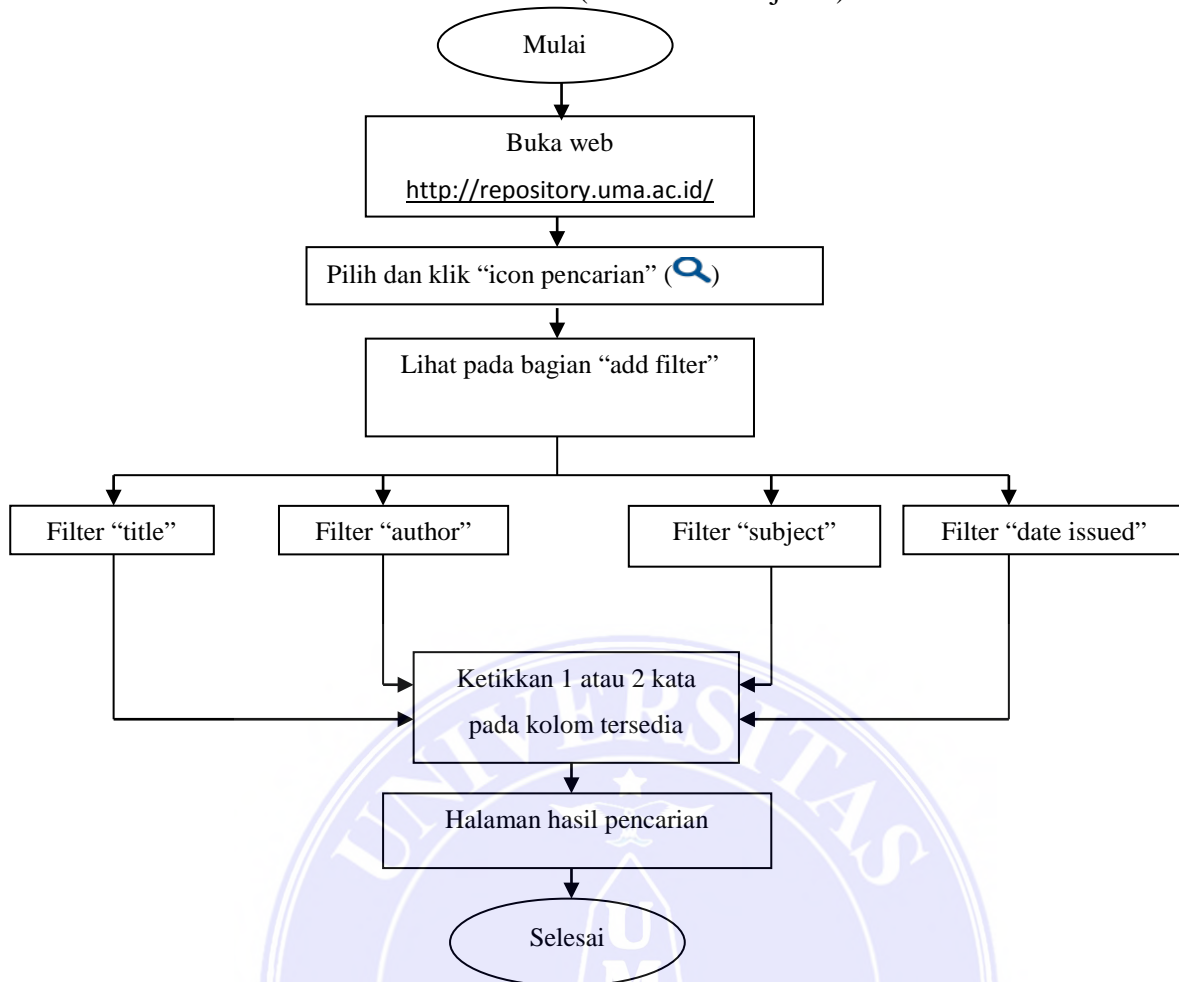 Mulai
Buka web
http://repository.uma.ac.id/
Pilih dan klik “icon pencarian” ( )
Lihat pada bagian “add filter”
Filter “title”
Filter “author”
Filter “subject”
Filter “date issued”
Ketikkan 1 atau 2 kata
pada kolom tersedia
Halaman hasil pencarian
Selesai
UNIVERSITAS
U
M